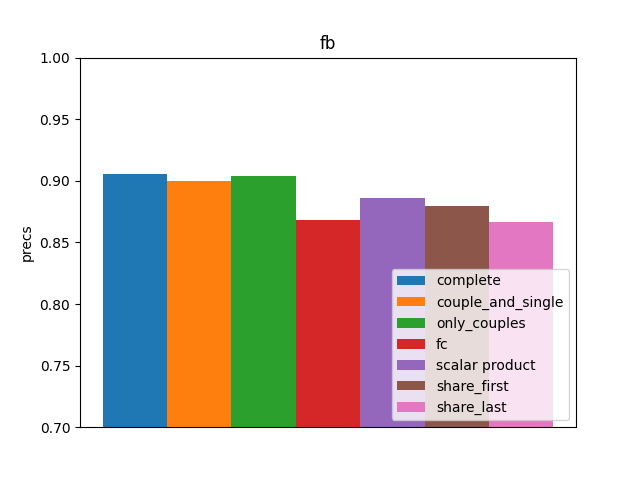 fb
1.00
0.95
0.90
0.85
0.80
0.75
0.70
precs
complete
couple_and_single
only_couples
fc
scalar product
share_first
share_last